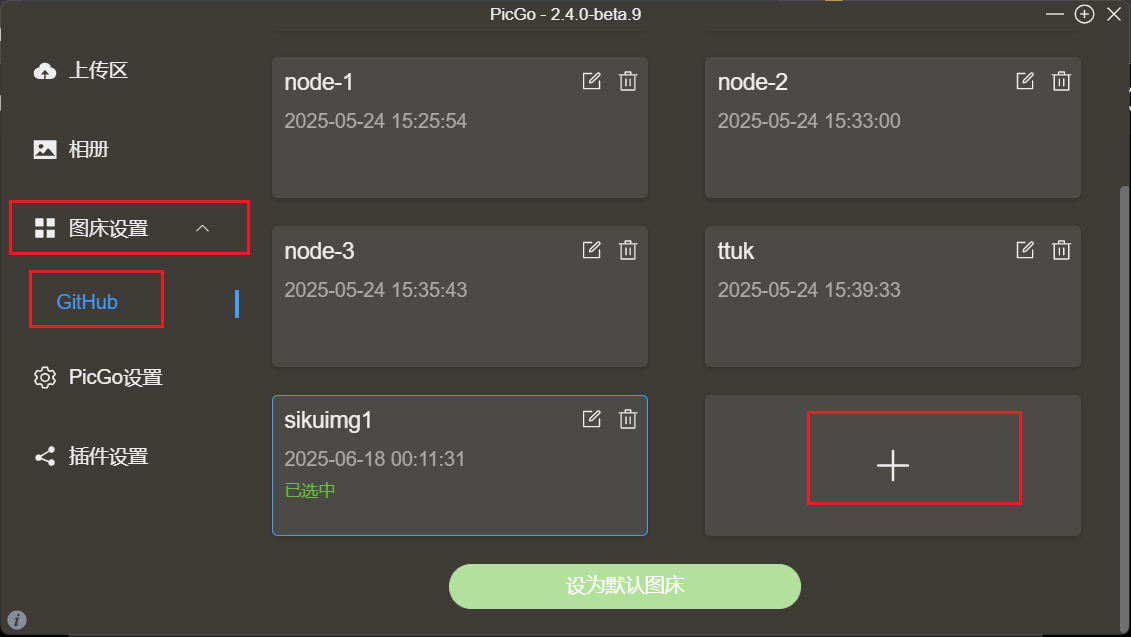 PicGo - 2.4.0-beta.9
上传区
相册
图床设置
GitHub
PicGo设置
插件设置
node-1
2025-05-24 15:25:54
node-2
2025-05-24 15:33:00
node-3
2025-05-24 15:35:43
ttuk
2025-05-24 15:39:33
sikuimg1
2025-06-18 00:11:31
已选中
设为默认图床